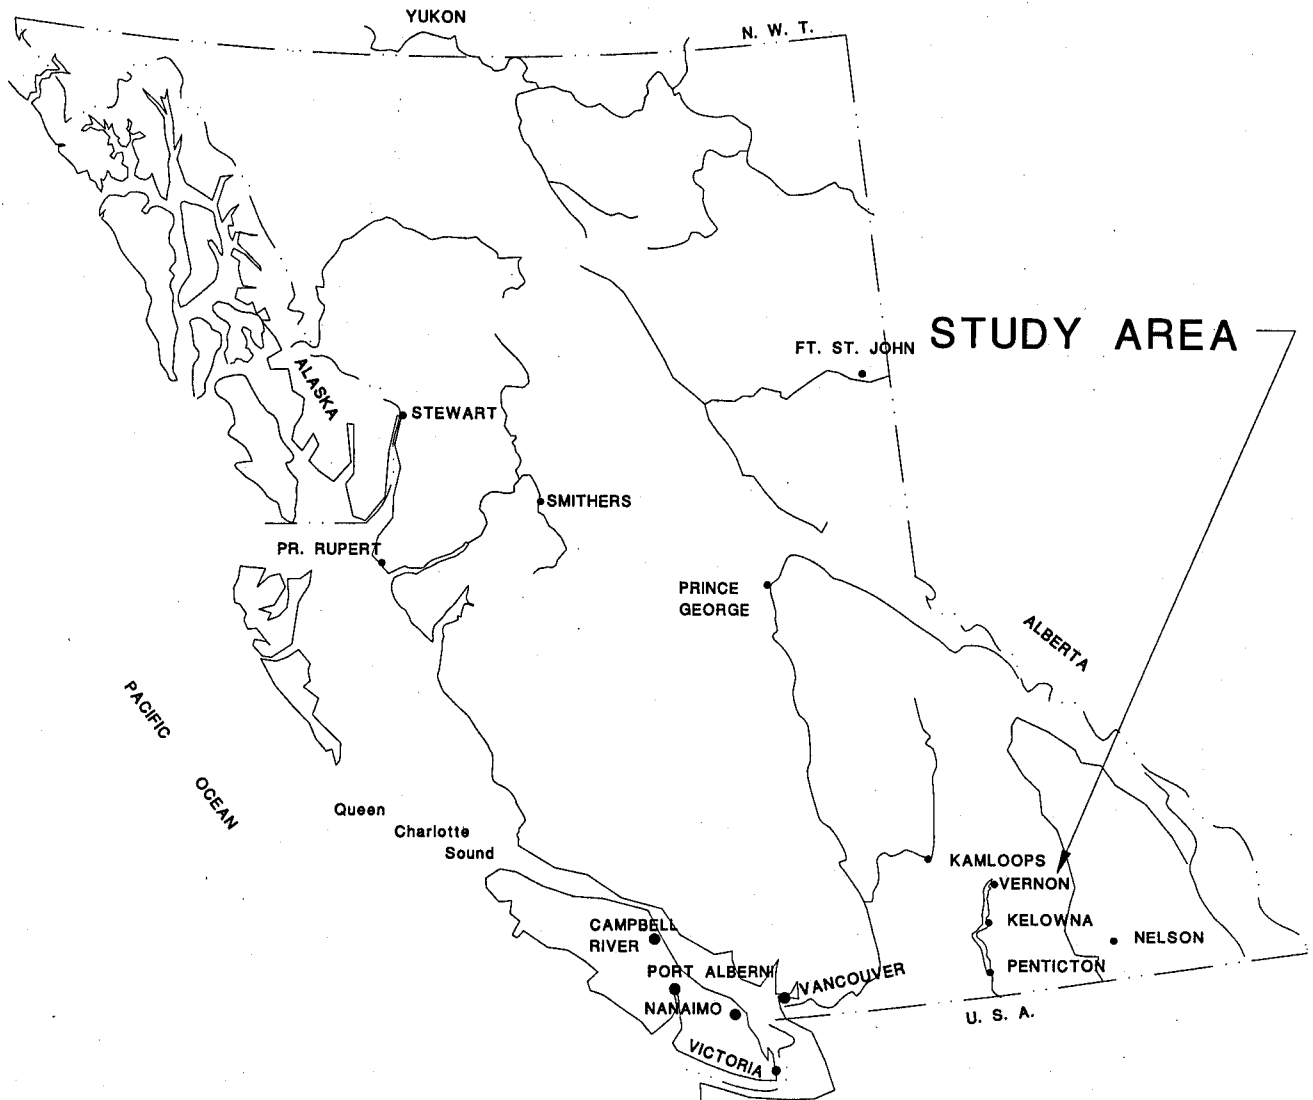 YUKON
N. W. T.
STUDY AREA
FT. ST. JOHN
ALASKA
STEWART
SMITHERS
PR. RUPERT
PRINCE
GEORGE
ALBERTA
PACIFIC
OCEAN
Queen
Charlotte
Sound
KAMLOOPS
VERNON
KELOWNA
NELSON
PENTICTON
CAMPBELL
RIVER
PORT ALBERNI
VANCOUVER
NANAIMO
U. S. A.
VICTORIA